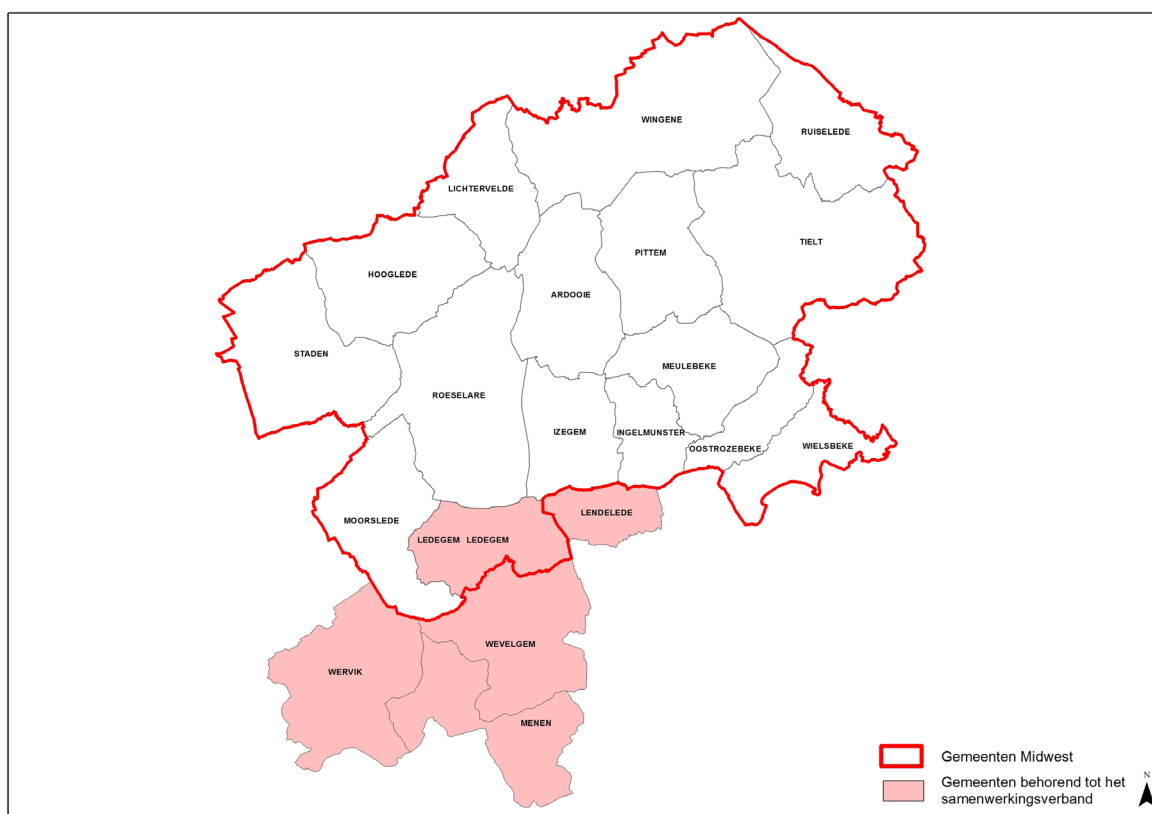 WINGENE
RUISELEDE
LICHTERVELDE
TIELT
PITTEM
HOOGLEDE
ARDOOIE
STADEN
MEULEBEKE
ROESELARE
IZEGEM
INGELMUNSTER
OOSTROZEBEKE
WIELSBEKE
LENDELEDE
MOORSLEDE
LEDEGEM LEDEGEM
WEVELGEM
WERVIK
MENEN
Gemeenten Midwest
Gemeenten behorend tot het
samenwerkingsverband
N